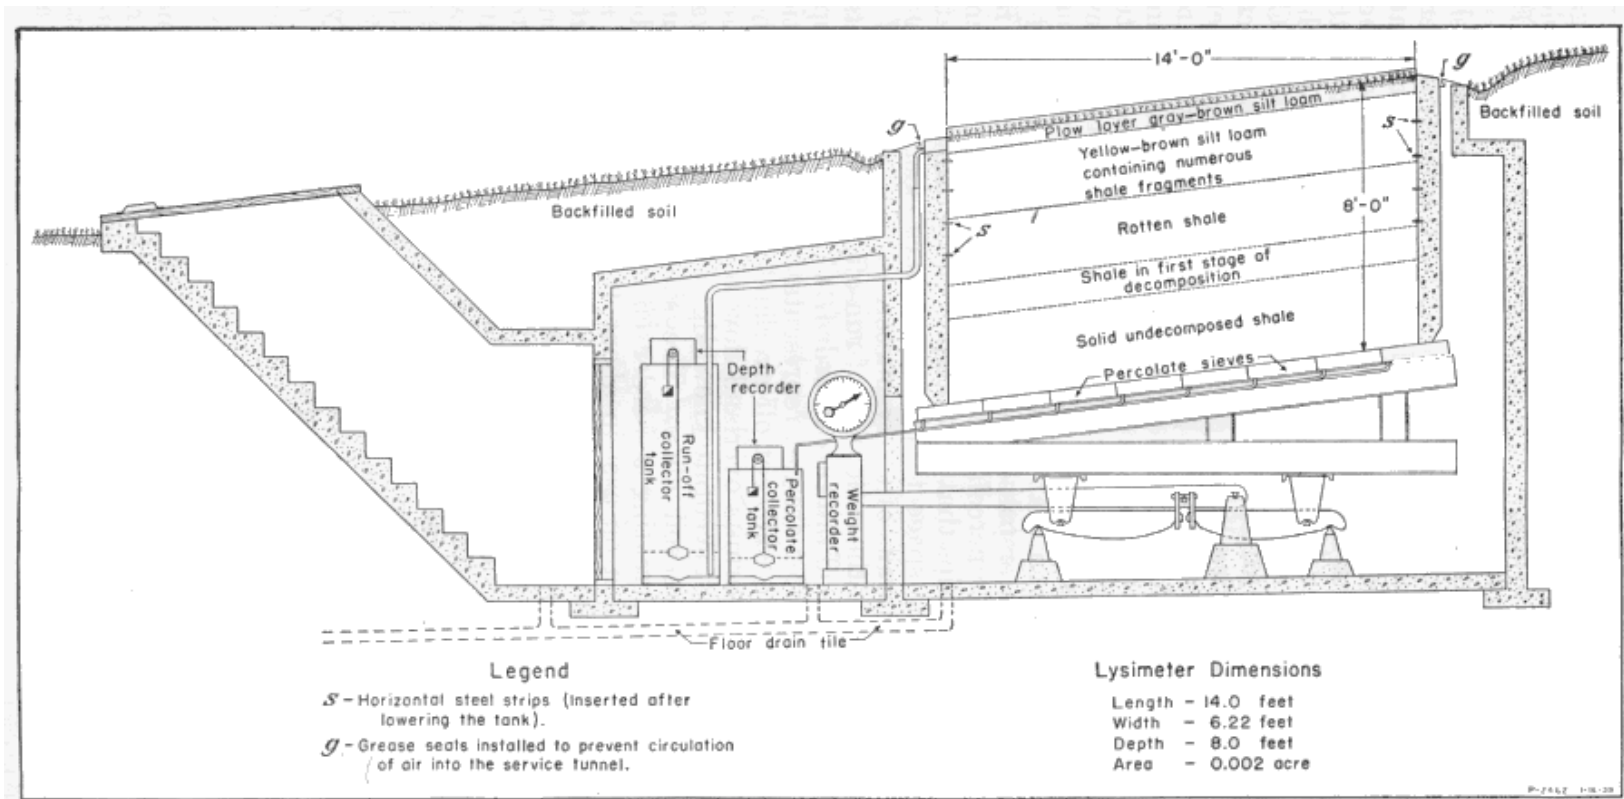 14'-0"
g
Backfilled soil
Plow layer gray-brown silt loam
s
g
Yellow-brown silt loam
containing numerous
shale fragments
8'-0"
Backfilled soil
s
Rotten shale
Shale in first stage of
decomposition
Solid undecomposed shale
Percolate sieves
Depth
recorder
Run-off
collector
tank
Percolate
collector
tank
Weight
recorder
Floor drain tile
Legend
s - Horizontal steel strips (Inserted after
lowering the tank).
g - Grease seals installed to prevent circulation
of air into the service tunnel.
Lysimeter Dimensions
Length - 14.0 feet
Width - 6.22 feet
Depth - 8.0 feet
Area - 0.002 acre